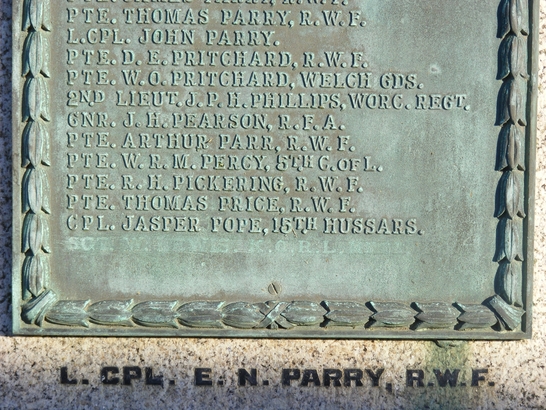 PTE. THOMAS PARRY, R.W.F.
L.CPL. JOHN PARRY.
PTE. D. E. PRITCHARD, R.W.F.
PTE. W. O. PRITCHARD, WELCH GDS.
2ND LIEUT. J. P. H. PHILLIPS, WORC. REGT.
GNR. J. H. PEARSON, R.F.A.
PTE. ARTHUR PARR, R.W.F.
PTE. W. R. M. PERCY, 5TH C. OF L.
PTE. R. H. PICKERING, R.W.F.
PTE. THOMAS PRICE, R.W.F.
CPL. JASPER POPE, 15TH HUSSARS.
L. CPL. E. N. PARRY, R.W.F.